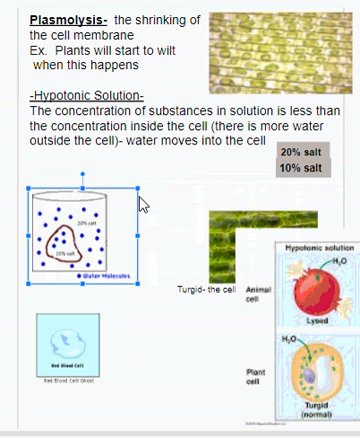 Plasmolysis- the shrinking of
the cell membrane
Ex. Plants will start to wilt
when this happens
-Hypotonic Solution-
The concentration of substances in solution is less than
the concentration inside the cell (there is more water
outside the cell)- water moves into the cell
20% salt
10% salt
20% salt
10% salt
Water Molecules
Turgid- the cell
Hypotonic solution
H₂O
Animal
cell
Lysed
H₂O
Plant
cell
Turgid
(normal)
Red Blood Cell
Red Blood Cell Ghost